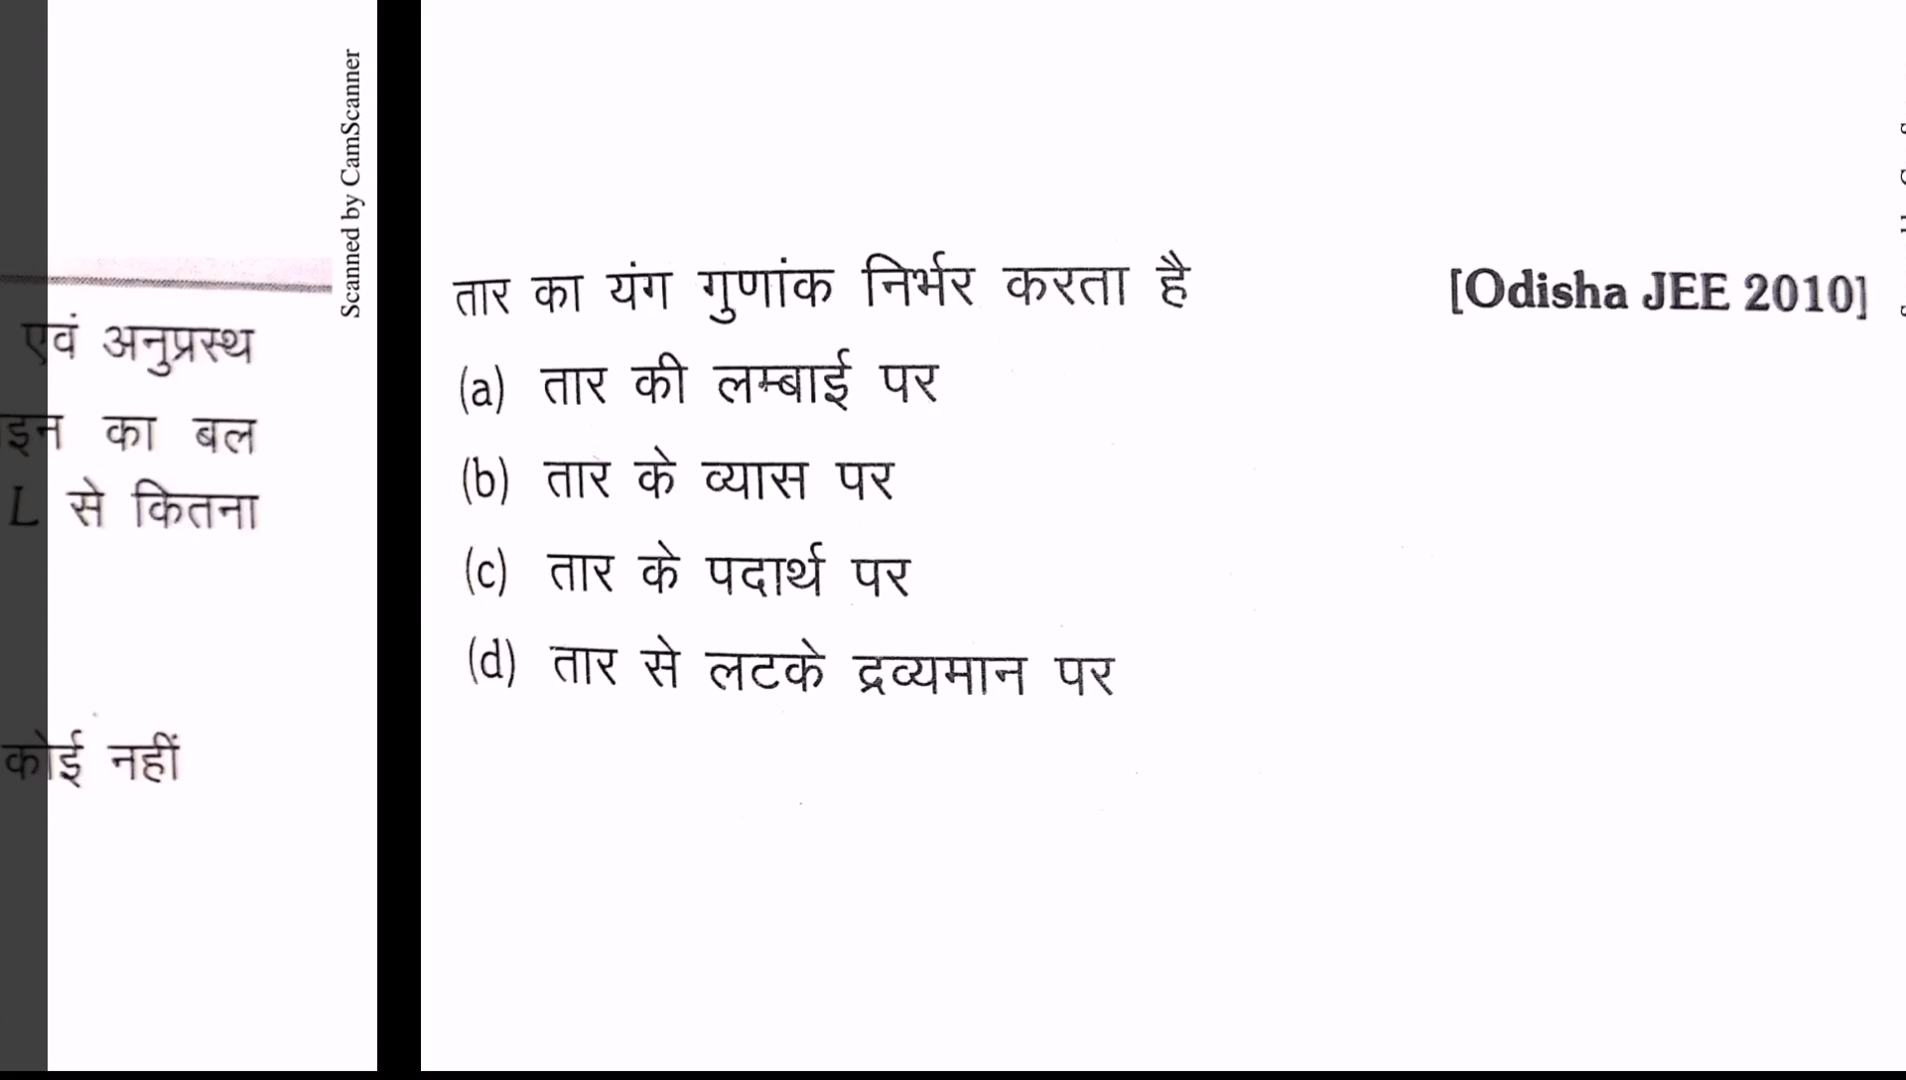 Scanned by CamScanner
एवं अनुप्रस्थ
इन का बल
L से कितना
कोई नहीं
तार का यंग गुणांक निर्भर करता है [Odisha JEE 2010]
(a) तार की लम्बाई पर
(b) तार के व्यास पर
(c) तार के पदार्थ पर
(d) तार से लटके द्रव्यमान पर